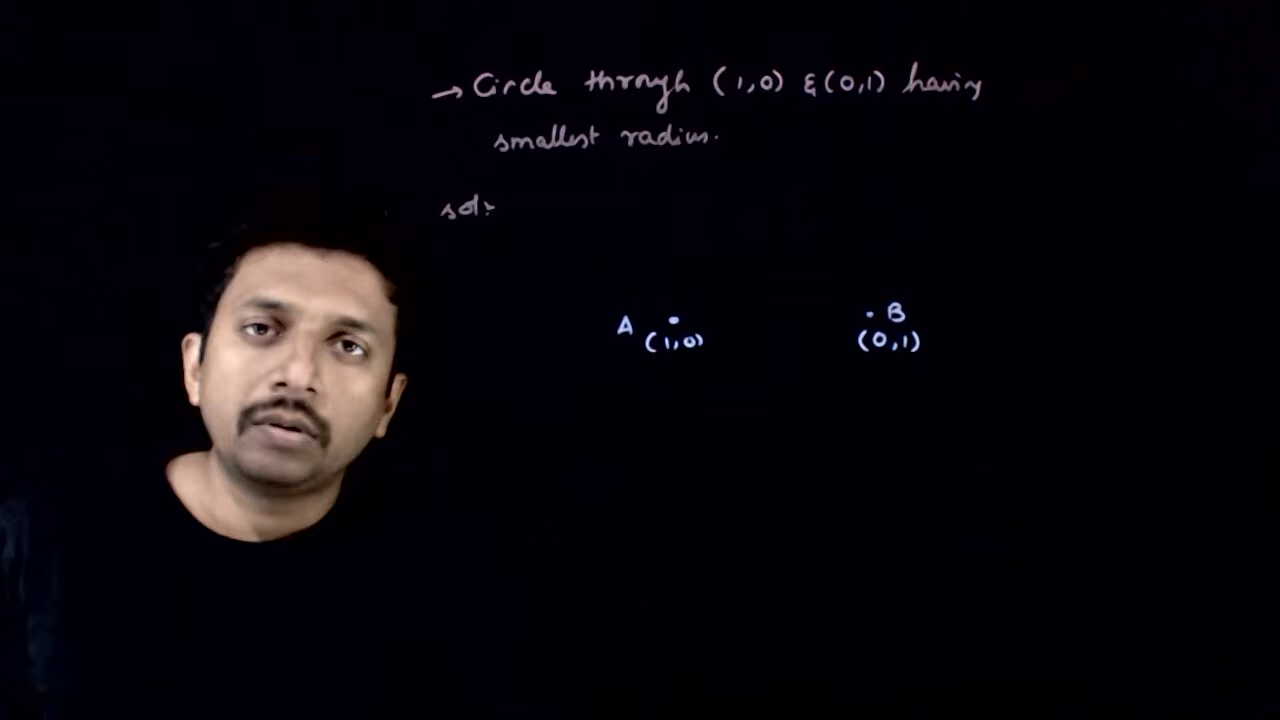 → Circle through (1,0) & (0,1) having
smallest radius.
sol:
A (1,0)
B (0,1)